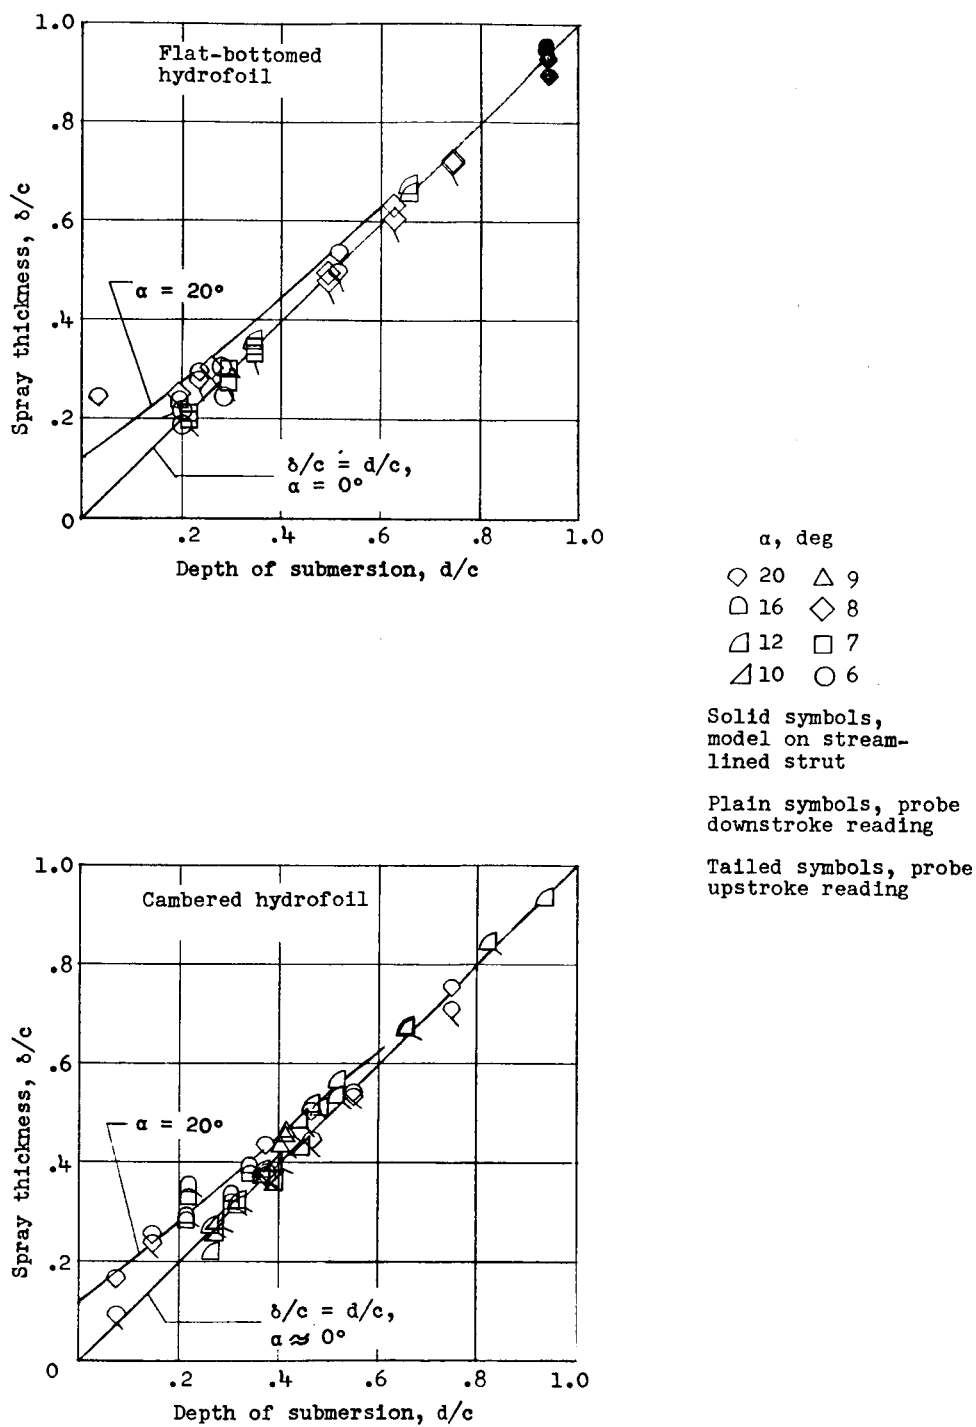 1.0
Flat-bottomed
hydrofoil
.8
.6
.4
.2
0
Spray thickness, δ/c
α = 20°
δ/c = d/c,
α = 0°
.2 .4 .6 .8 1.0
Depth of submersion, d/c
α, deg
20 9
16 8
12 7
10 6
Solid symbols,
model on stream-
lined strut
Plain symbols, probe
downstroke reading
Tailed symbols, probe
upstroke reading
1.0
Cambered hydrofoil
.8
.6
.4
.2
0
Spray thickness, δ/c
α = 20°
δ/c = d/c,
α ≈ 0°
.2 .4 .6 .8 1.0
Depth of submersion, d/c